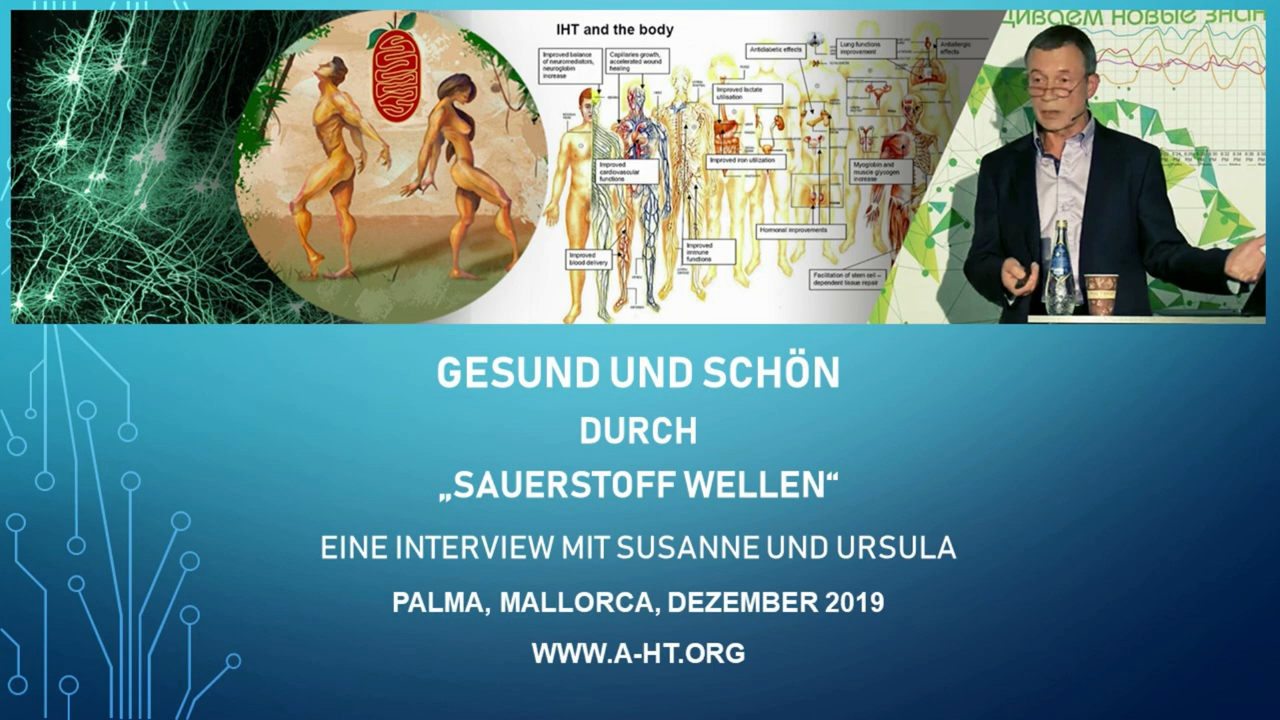 IHT and the body
Improved balance
of neuromediators,
neuroglobin
increase
Capileries growth,
accelerated wound
healing
Antidiabetic effects
Lung functions
improvement
Antiallergic
effects
Improved lactate
utilisation
Improved
cardiovascular
functions
Improved iron utilization
Myoglobin and
muscle glycogen
increase
Hormonal improvements
Improved
blood delivery
Improved
immune
functions
Facilitation of stem cell –
dependent tissue repair
НОВЫЕ
GESUND UND SCHÖN
DURCH
„SAUERSTOFF WELLEN“
EINE INTERVIEW MIT SUSANNE UND URSULA
PALMA, MALLORCA, DEZEMBER 2019
WWW.A-HT.ORG